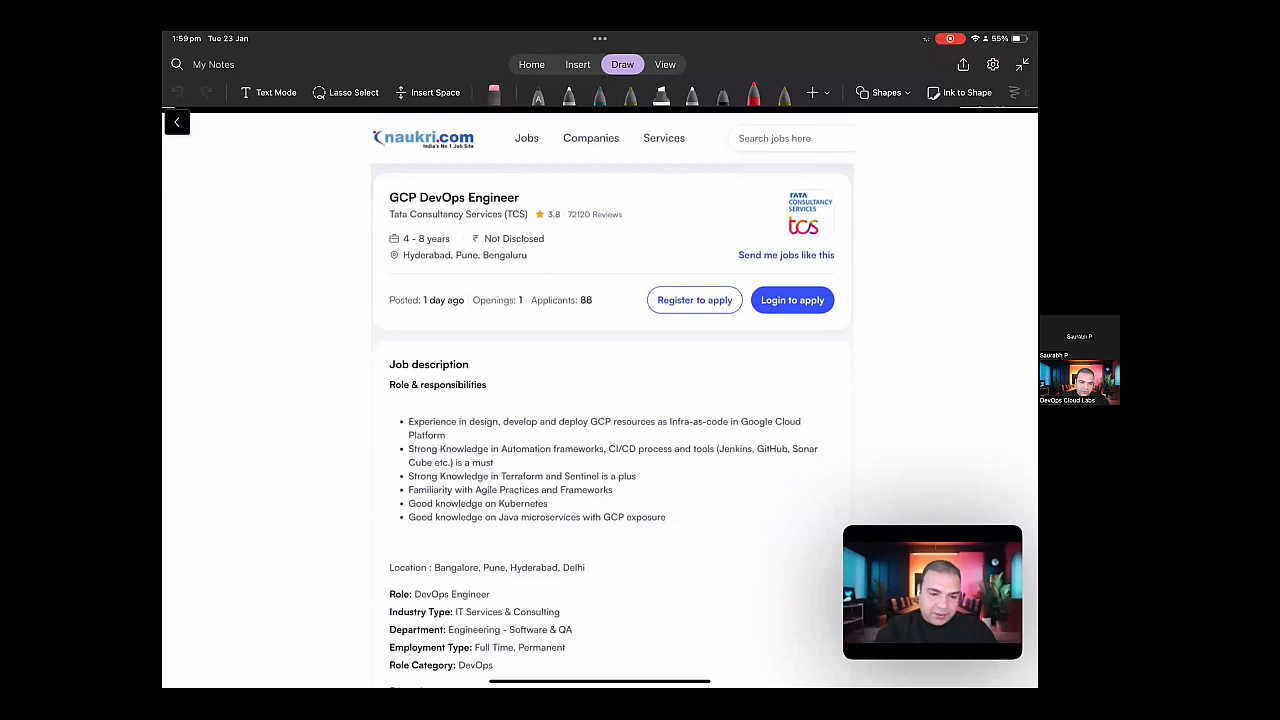 1:59 pm Tue 23 Jan
55%
My Notes
Home Insert Draw View
Text Mode Lasso Select Insert Space
A
Shapes Ink to Shape
naukri.com
India's No 1 Job Site
Jobs Companies Services
Search jobs here
GCP DevOps Engineer
Tata Consultancy Services (TCS) 3.8 72120 Reviews
TATA
CONSULTANCY
SERVICES
tcs
4 - 8 years ₹ Not Disclosed
Hyderabad, Pune, Bengaluru
Send me jobs like this
Posted: 1 day ago Openings: 1 Applicants: 88
Register to apply
Login to apply
Job description
Role & responsibilities
• Experience in design, develop and deploy GCP resources as Infra-as-code in Google Cloud
Platform
• Strong Knowledge in Automation frameworks, CI/CD process and tools (Jenkins, GitHub, Sonar
Cube etc.) is a must
• Strong Knowledge in Terraform and Sentinel is a plus
• Familiarity with Agile Practices and Frameworks
• Good knowledge on Kubernetes
• Good knowledge on Java microservices with GCP exposure
Location : Bangalore, Pune, Hyderabad, Delhi
Role: DevOps Engineer
Industry Type: IT Services & Consulting
Department: Engineering - Software & QA
Employment Type: Full Time, Permanent
Role Category: DevOps
Saurabh P
Saurabh P
DevOps Cloud Labs